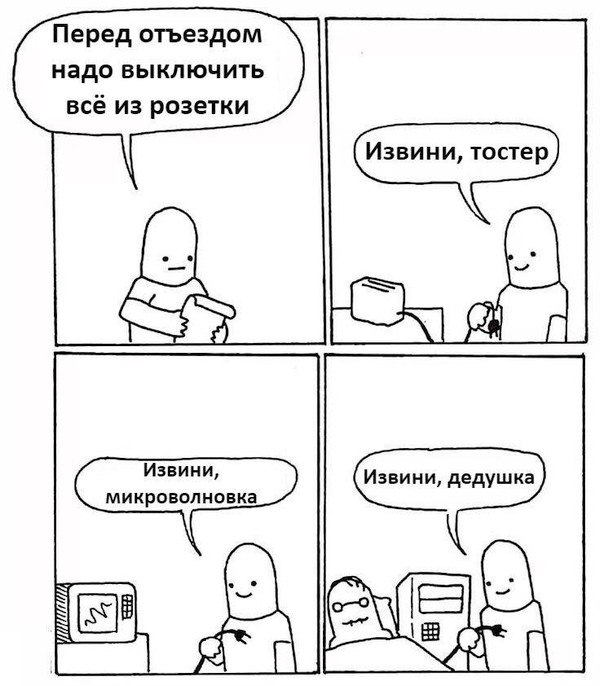 Перед отъездом
надо выключить
всё из розетки
Извини, тостер
Извини,
микроволновка
Извини, дедушка